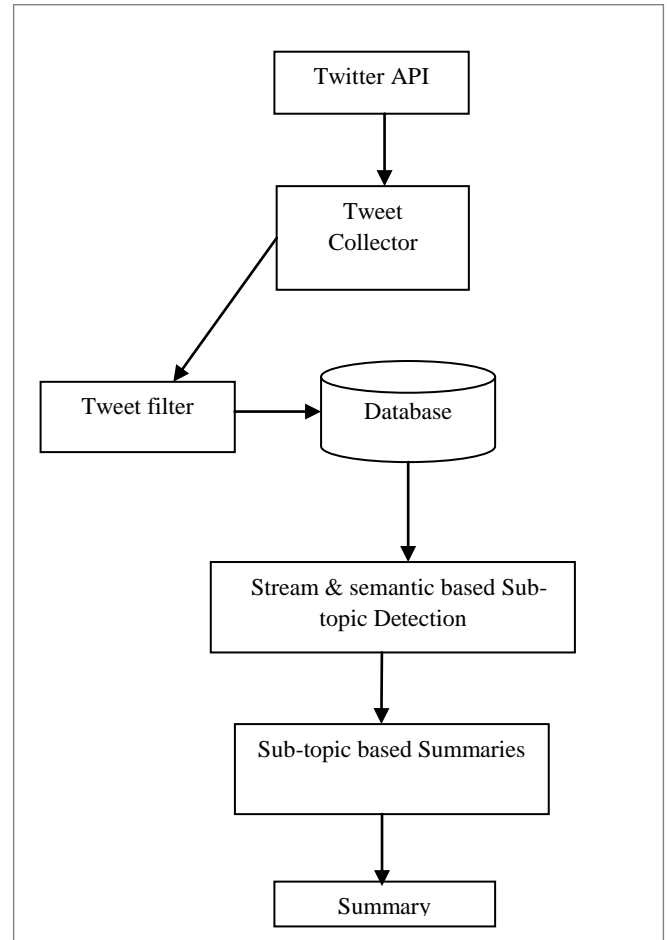 Twitter API
Tweet
Collector
Tweet filter
Database
Stream & semantic based Sub-
topic Detection
Sub-topic based Summaries
Summary